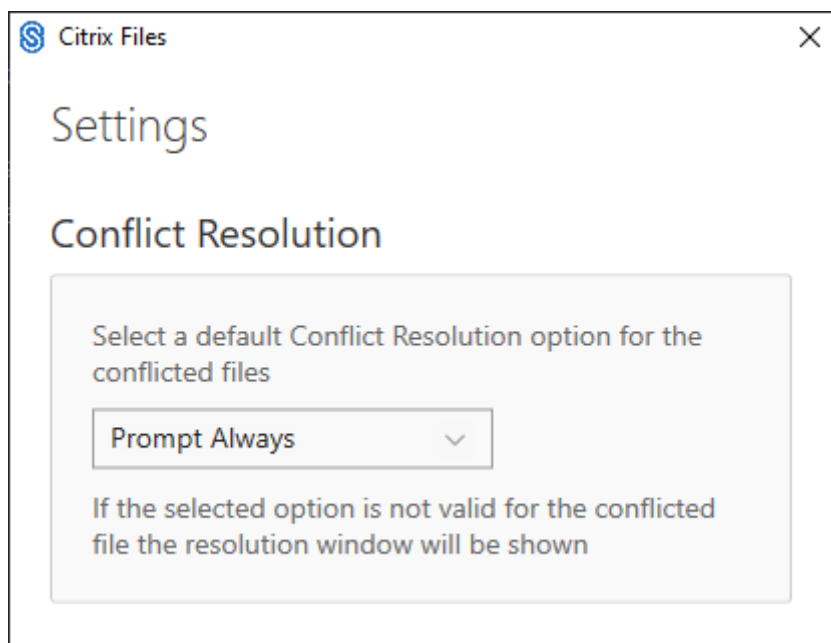 Citrix Files
Settings
Conflict Resolution
Select a default Conflict Resolution option for the
conflicted files
Prompt Always
If the selected option is not valid for the conflicted
file the resolution window will be shown